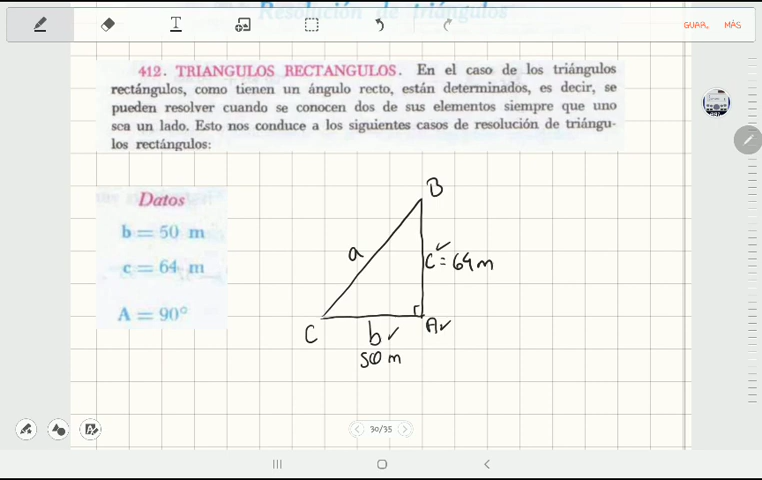 Resolución de triángulos
T
GUAR. MÁS
412. TRIANGULOS RECTANGULOS. En el caso de los triángulos
rectángulos, como tienen un ángulo recto, están determinados, es decir, se
pueden resolver cuando se conocen dos de sus elementos siempre que uno
sea un lado. Esto nos conduce a los siguientes casos de resolución de triángu-
los rectángulos:
Datos
b = 50 m
c = 64 m
A = 90°
B
a
c = 64 m
C
b
A
50 m
30/35